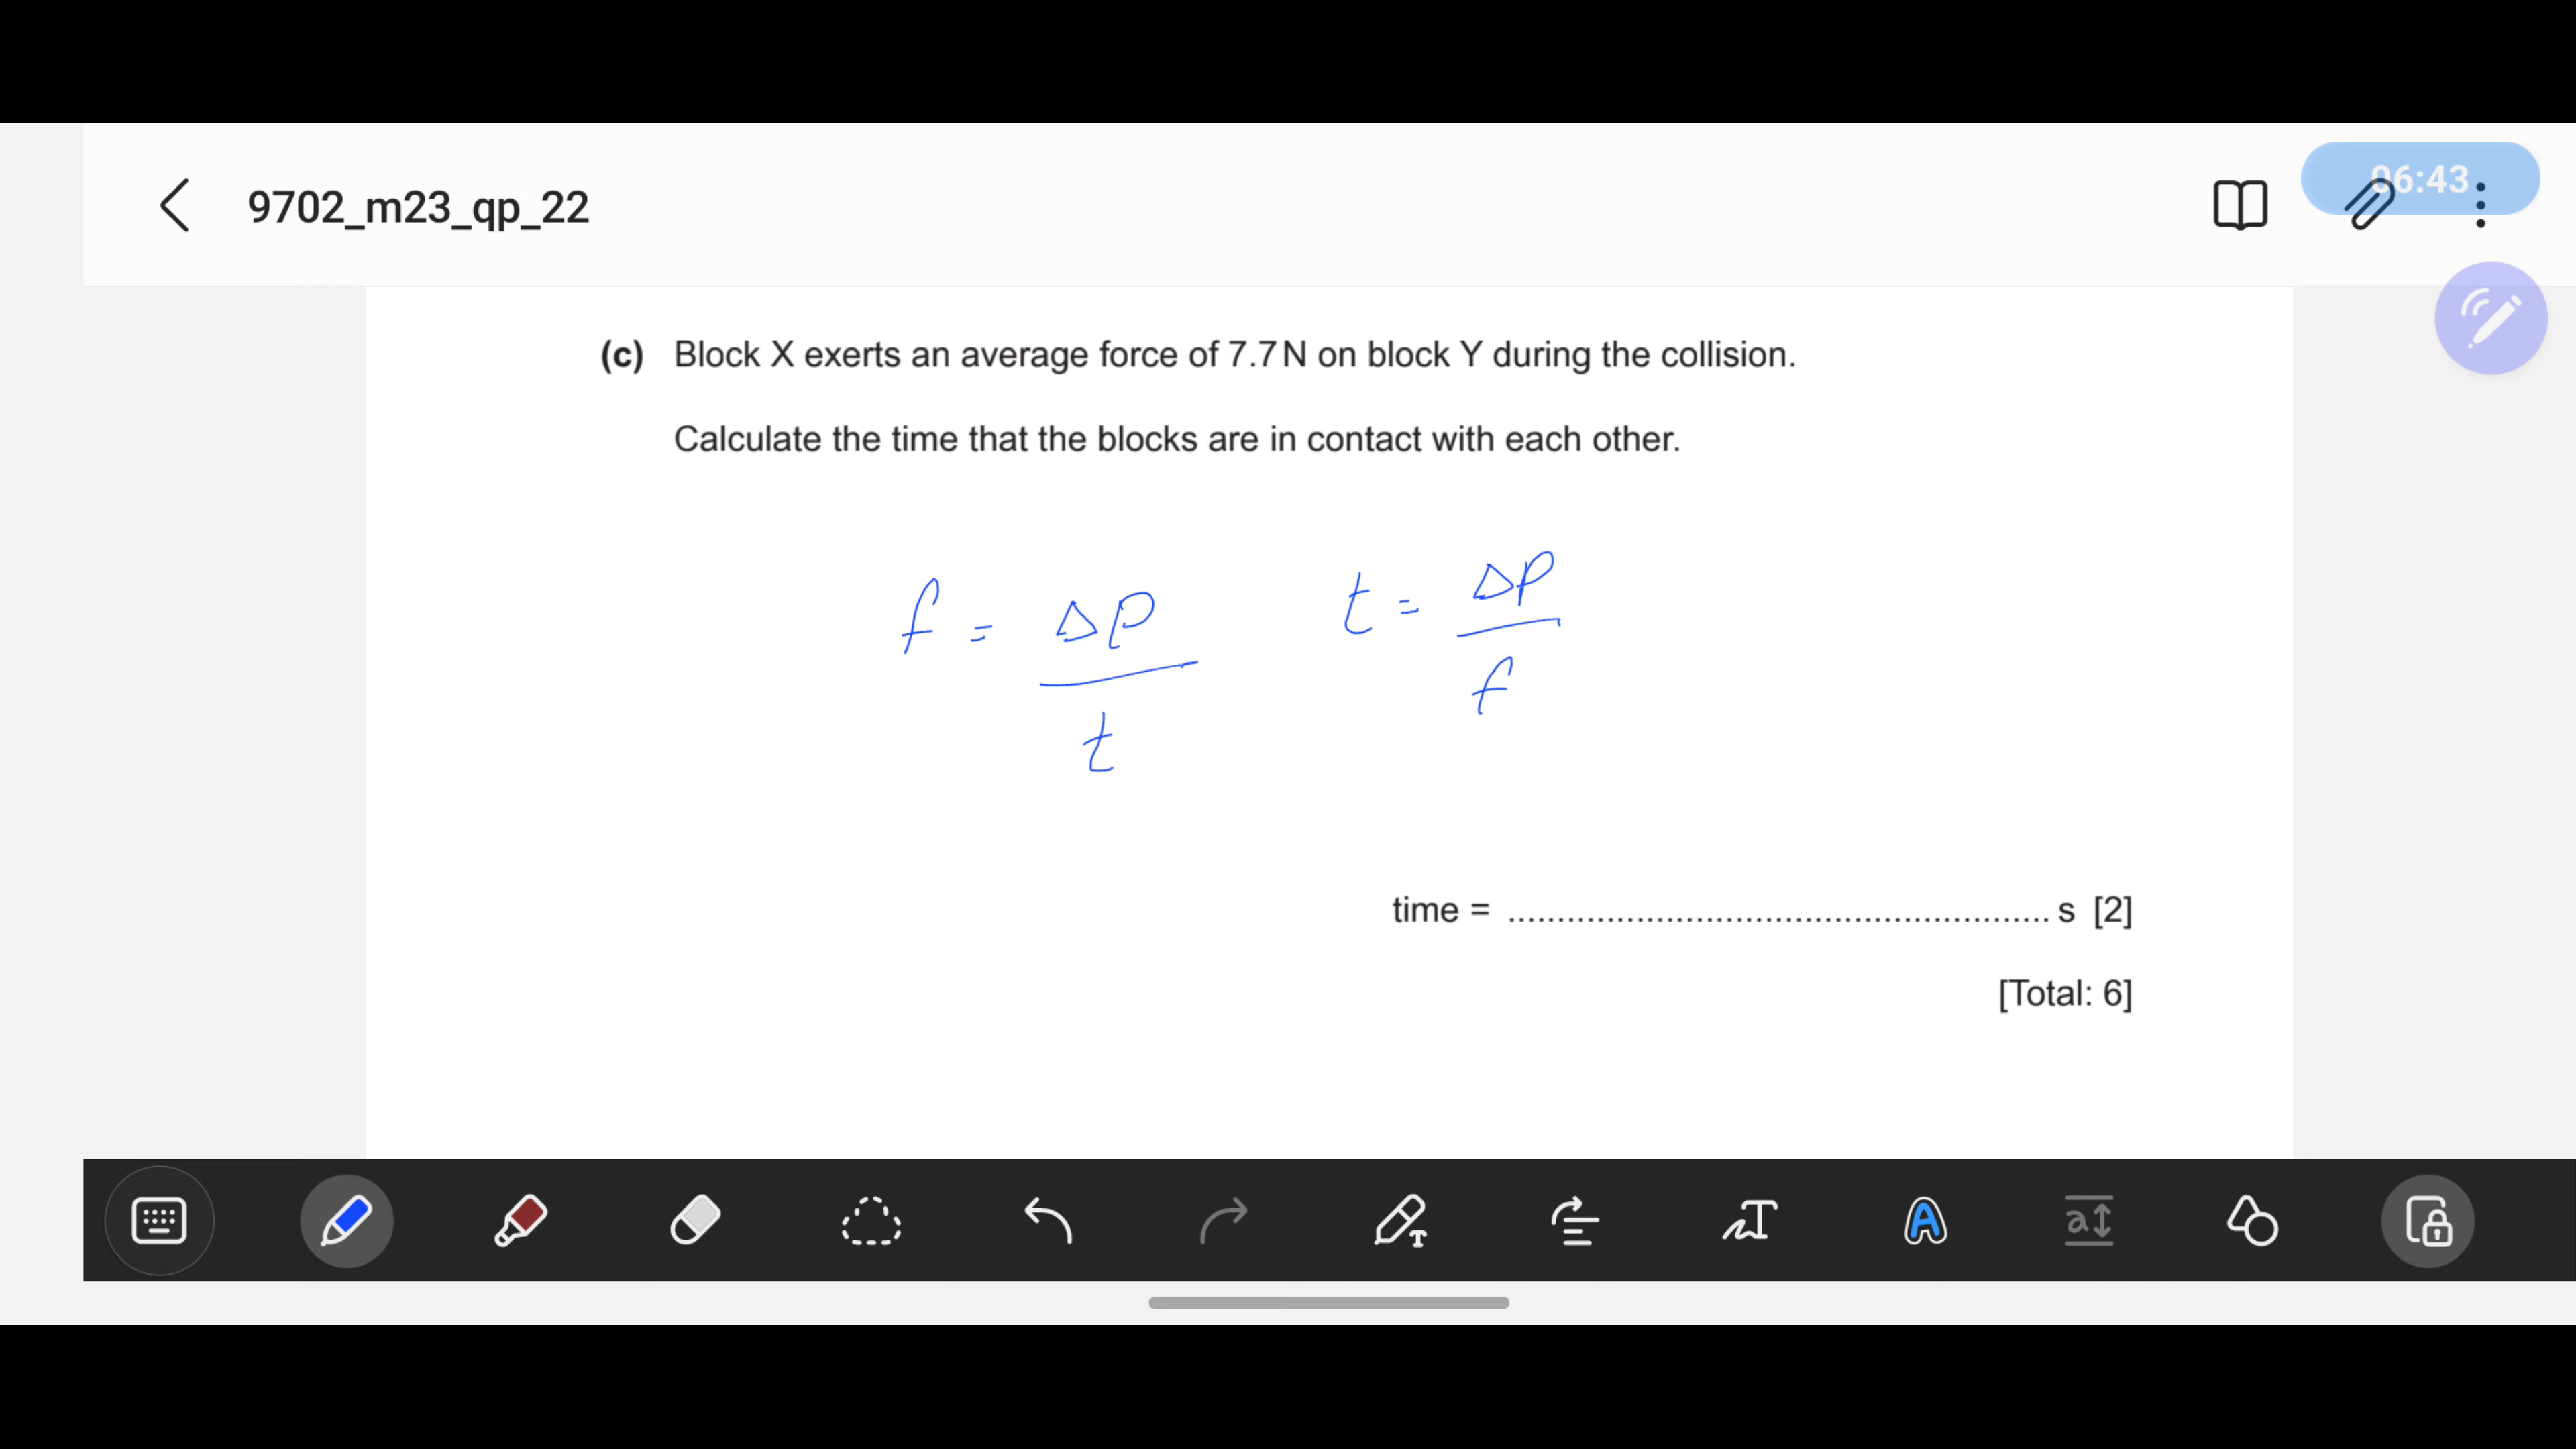 9702_m23_qp_22
06:43
(c) Block X exerts an average force of 7.7 N on block Y during the collision.
Calculate the time that the blocks are in contact with each other.
f = ΔP / t
t = ΔP / f
time = ........................................................ s [2]
[Total: 6]